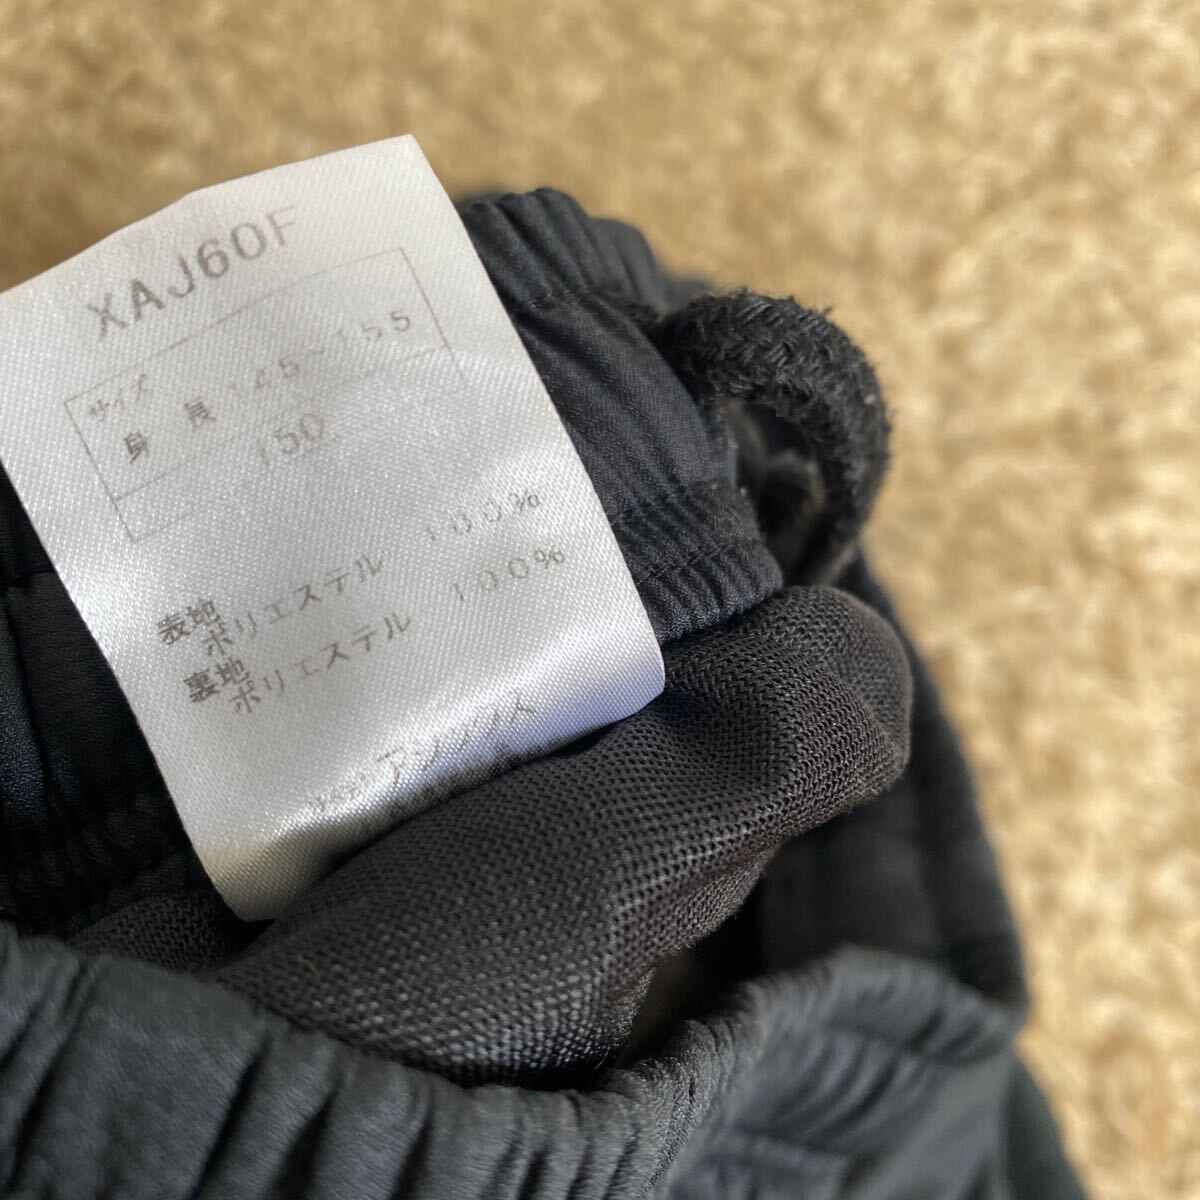 XAJ60F
サイズ
身長 145~155
150
表地
ポリエステル 100%
裏地
ポリエステル 100%